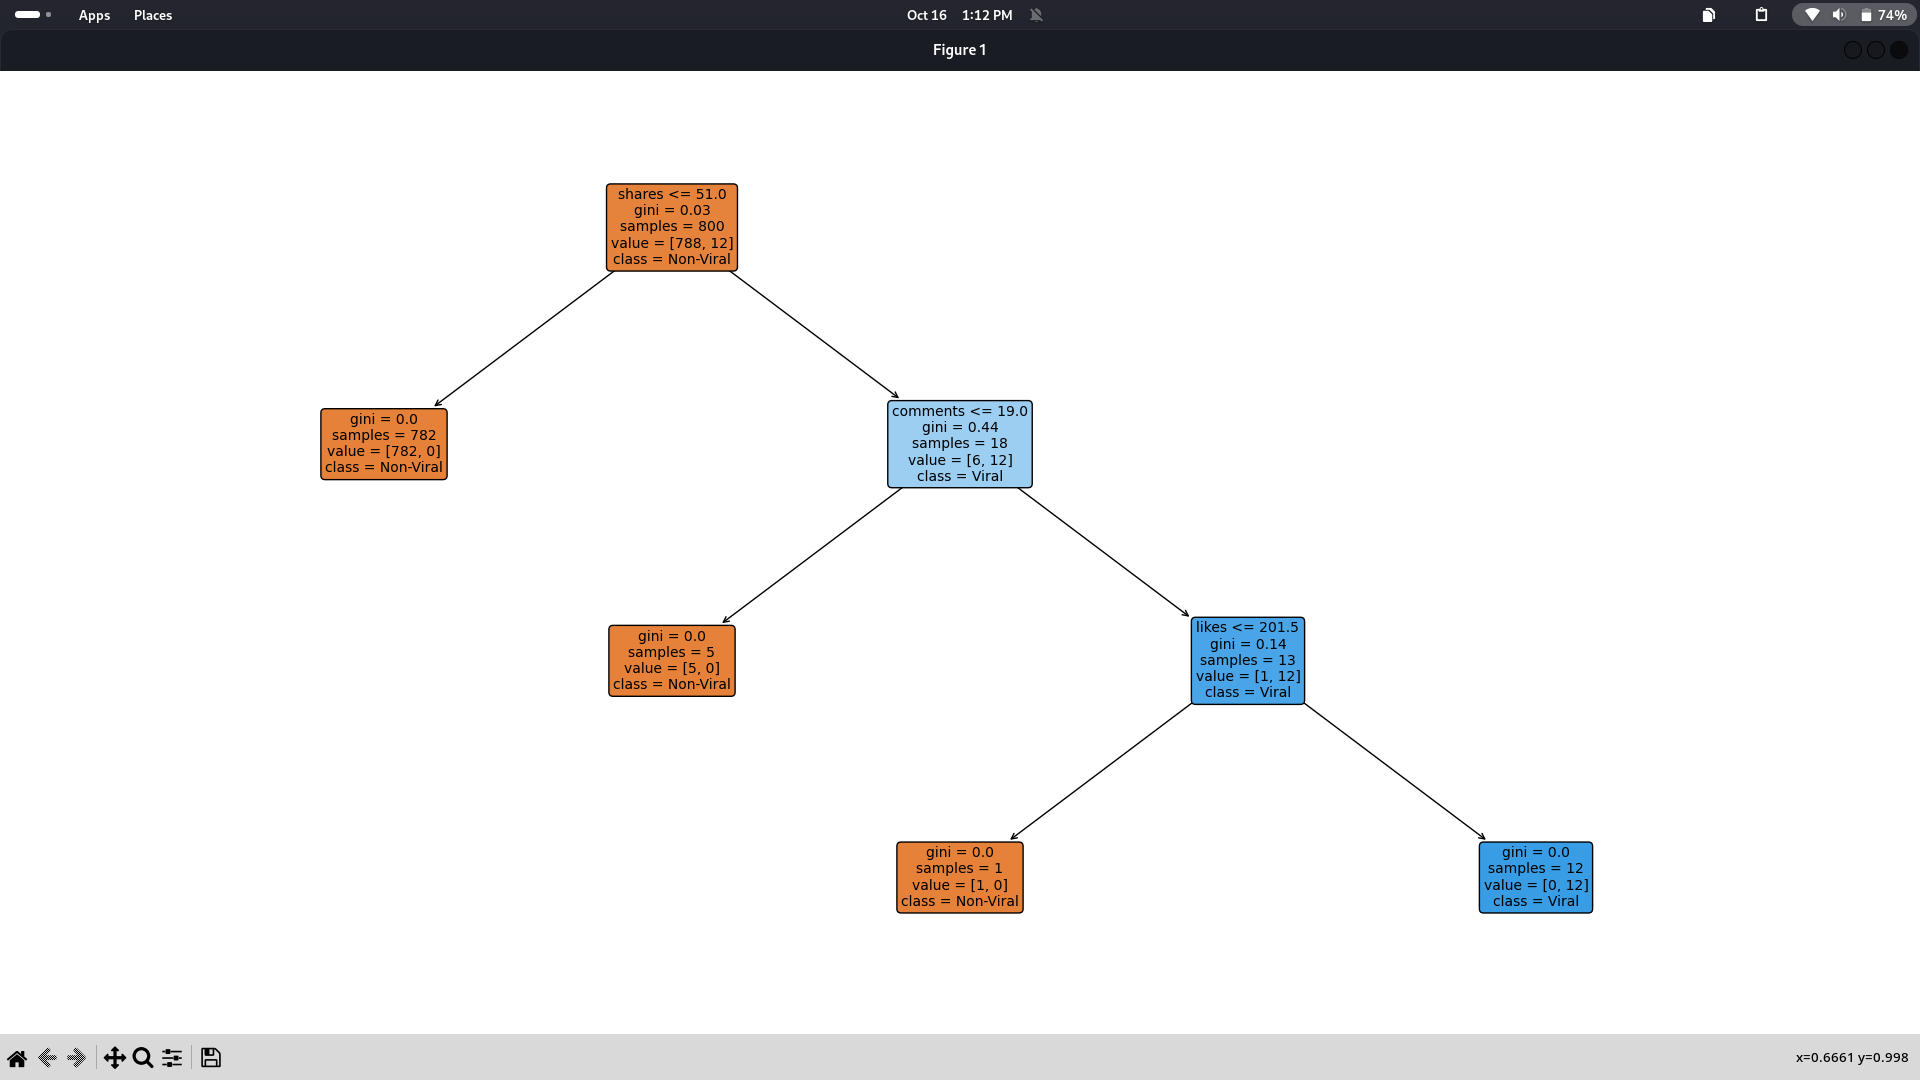 Apps Places Oct 16 1:12 PM 74%
Figure 1
shares <= 51.0
gini = 0.03
samples = 800
value = [788, 12]
class = Non-Viral
gini = 0.0
samples = 782
value = [782, 0]
class = Non-Viral
comments <= 19.0
gini = 0.44
samples = 18
value = [6, 12]
class = Viral
gini = 0.0
samples = 5
value = [5, 0]
class = Non-Viral
likes <= 201.5
gini = 0.14
samples = 13
value = [1, 12]
class = Viral
gini = 0.0
samples = 1
value = [1, 0]
class = Non-Viral
gini = 0.0
samples = 12
value = [0, 12]
class = Viral
x=0.6661 y=0.998